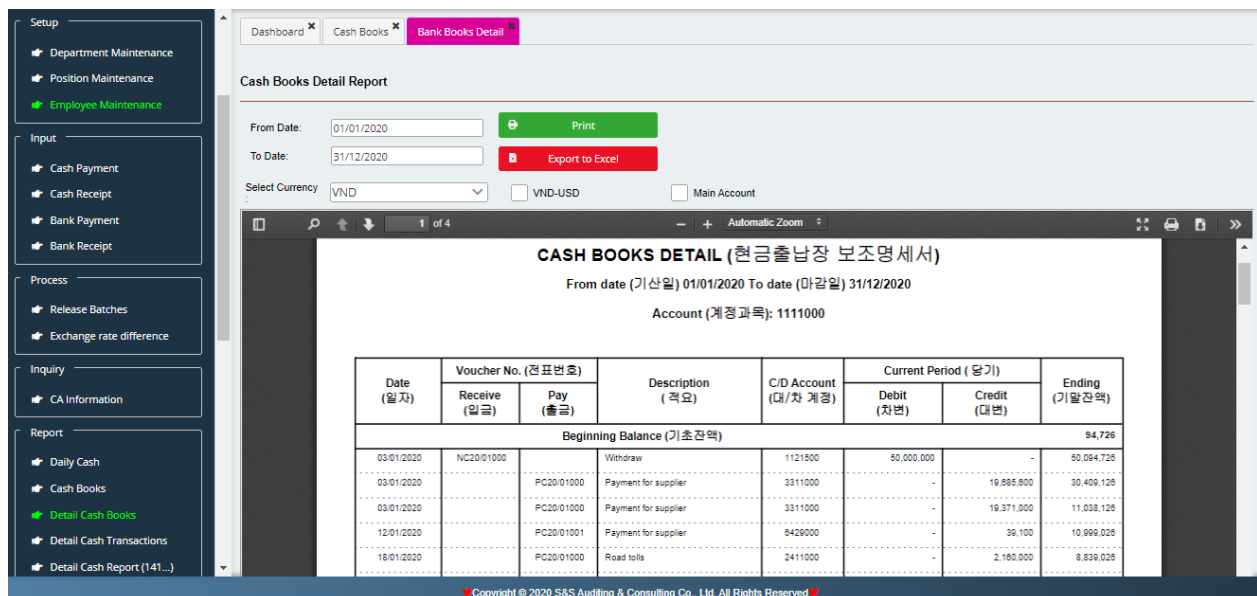 Setup
Department Maintenance
Position Maintenance
Employee Maintenance
Input
Cash Payment
Cash Receipt
Bank Payment
Bank Receipt
Process
Release Batches
Exchange rate difference
Inquiry
CA Information
Report
Daily Cash
Cash Books
Detail Cash Books
Detail Cash Transactions
Detail Cash Report (141...)
Dashboard × Cash Books × Bank Books Detail ×
Cash Books Detail Report
From Date: 01/01/2020 Print
To Date: 31/12/2020 Export to Excel
Select Currency : VND VND-USD Main Account
1 of 4 Automatic Zoom
CASH BOOKS DETAIL (현금출납장 보조명세서)
From date (기산일) 01/01/2020 To date (마감일) 31/12/2020
Account (계정과목): 1111000
Date (일자) Voucher No. (전표번호) Description ( 적요) C/D Account (대/차 계정) Current Period ( 당기) Ending (기말잔액)
Receive (입금) Pay (출금) Debit (차변) Credit (대변)
Beginning Balance (기초잔액) 94,726
03/01/2020 NC20/01000 Withdraw 1121500 50,000,000 - 50,094,726
03/01/2020 PC20/01000 Payment for supplier 3311000 - 19,685,600 30,409,126
03/01/2020 PC20/01000 Payment for supplier 3311000 - 19,371,000 11,038,126
12/01/2020 PC20/01001 Payment for supplier 6429000 - 39,100 10,999,026
18/01/2020 PC20/01000 Road tolls 2411000 - 2,160,000 8,839,026
Copyright © 2020 S&S Auditing & Consulting Co,. Ltd. All Rights Reserved